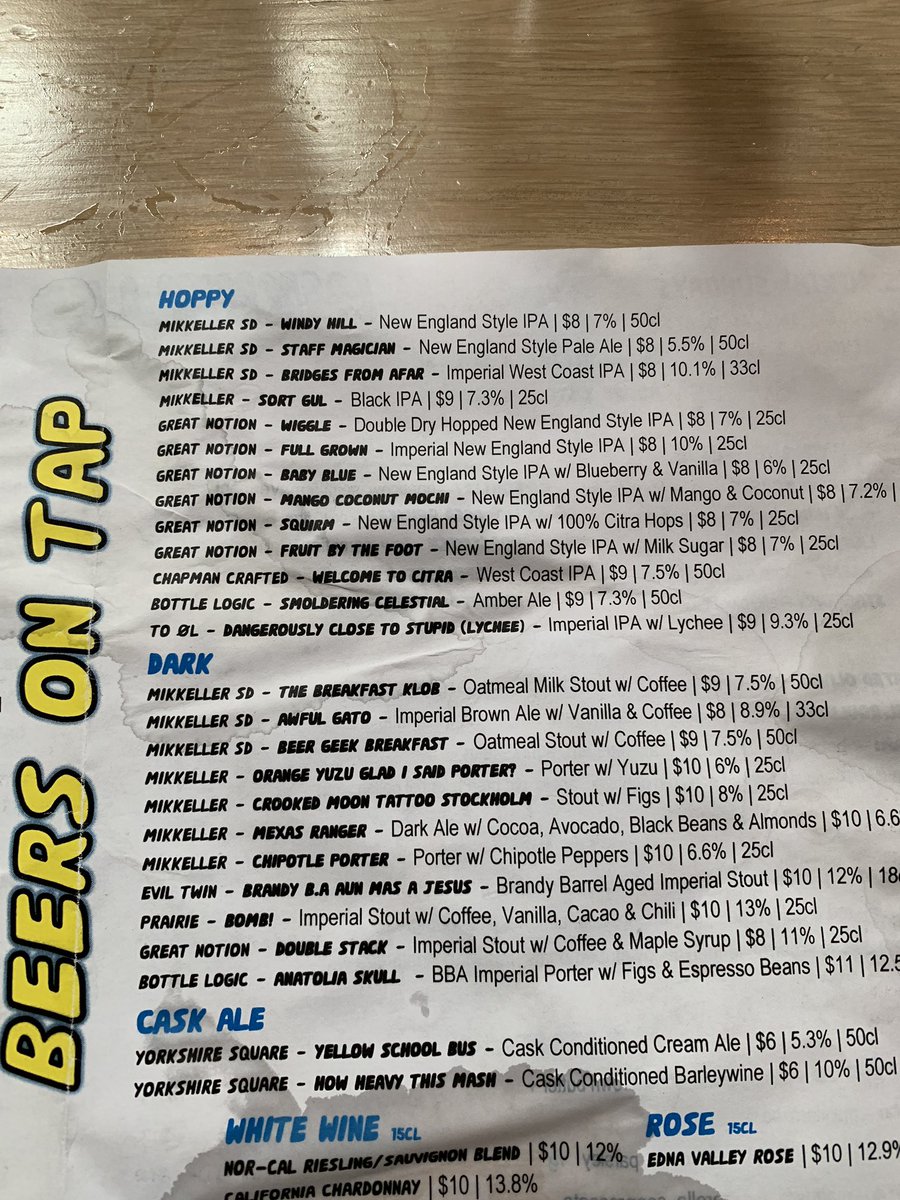 BEERS ON TAP
HOPPY
MIKKELLER SD - WINDY HILL - New England Style IPA | $8 | 7% | 50cl
MIKKELLER SD - STAFF MAGICIAN - New England Style Pale Ale | $8 | 5.5% | 50cl
MIKKELLER SD - BRIDGES FROM AFAR - Imperial West Coast IPA | $8 | 10.1% | 33cl
MIKKELLER - SORT GUL - Black IPA | $9 | 7.3% | 25cl
GREAT NOTION - WIGGLE - Double Dry Hopped New England Style IPA | $8 | 7% | 25cl
GREAT NOTION - FULL GROWN - Imperial New England Style IPA | $8 | 10% | 25cl
GREAT NOTION - BABY BLUE - New England Style IPA w/ Blueberry & Vanilla | $8 | 6% | 25cl
GREAT NOTION - MANGO COCONUT MOCHI - New England Style IPA w/ Mango & Coconut | $8 | 7.2% |
GREAT NOTION - SQUIRM - New England Style IPA w/ 100% Citra Hops | $8 | 7% | 25cl
GREAT NOTION - FRUIT BY THE FOOT - New England Style IPA w/ Milk Sugar | $8 | 7% | 25cl
CHAPMAN CRAFTED - WELCOME TO CITRA - West Coast IPA | $9 | 7.5% | 50cl
BOTTLE LOGIC - SMOLDERING CELESTIAL - Amber Ale | $9 | 7.3% | 50cl
TO ØL - DANGEROUSLY CLOSE TO STUPID (LYCHEE) - Imperial IPA w/ Lychee | $9 | 9.3% | 25cl
DARK
MIKKELLER SD - THE BREAKFAST KLOB - Oatmeal Milk Stout w/ Coffee | $9 | 7.5% | 50cl
MIKKELLER SD - AWFUL GATO - Imperial Brown Ale w/ Vanilla & Coffee | $8 | 8.9% | 33cl
MIKKELLER SD - BEER GEEK BREAKFAST - Oatmeal Stout w/ Coffee | $9 | 7.5% | 50cl
MIKKELLER - ORANGE YUZU GLAD I SAID PORTER? - Porter w/ Yuzu | $10 | 6% | 25cl
MIKKELLER - CROOKED MOON TATTOO STOCKHOLM - Stout w/ Figs | $10 | 8% | 25cl
MIKKELLER - MEXAS RANGER - Dark Ale w/ Cocoa, Avocado, Black Beans & Almonds | $10 | 6.6
MIKKELLER - CHIPOTLE PORTER - Porter w/ Chipotle Peppers | $10 | 6.6% | 25cl
EVIL TWIN - BRANDY B.A AUN MAS A JESUS - Brandy Barrel Aged Imperial Stout | $10 | 12% | 18
PRAIRIE - BOMB! - Imperial Stout w/ Coffee, Vanilla, Cacao & Chili | $10 | 13% | 25cl
GREAT NOTION - DOUBLE STACK - Imperial Stout w/ Coffee & Maple Syrup | $8 | 11% | 25cl
BOTTLE LOGIC - ANATOLIA SKULL - BBA Imperial Porter w/ Figs & Espresso Beans | $11 | 12.5
CASK ALE
YORKSHIRE SQUARE - YELLOW SCHOOL BUS - Cask Conditioned Cream Ale | $6 | 5.3% | 50cl
YORKSHIRE SQUARE - HOW HEAVY THIS MASH - Cask Conditioned Barleywine | $6 | 10% | 50cl
WHITE WINE 15CL
NOR-CAL RIESLING/SAUVIGNON BLEND | $10 | 12%
CALIFORNIA CHARDONNAY | $10 | 13.8%
ROSE 15CL
EDNA VALLEY ROSE | $10 | 12.9%